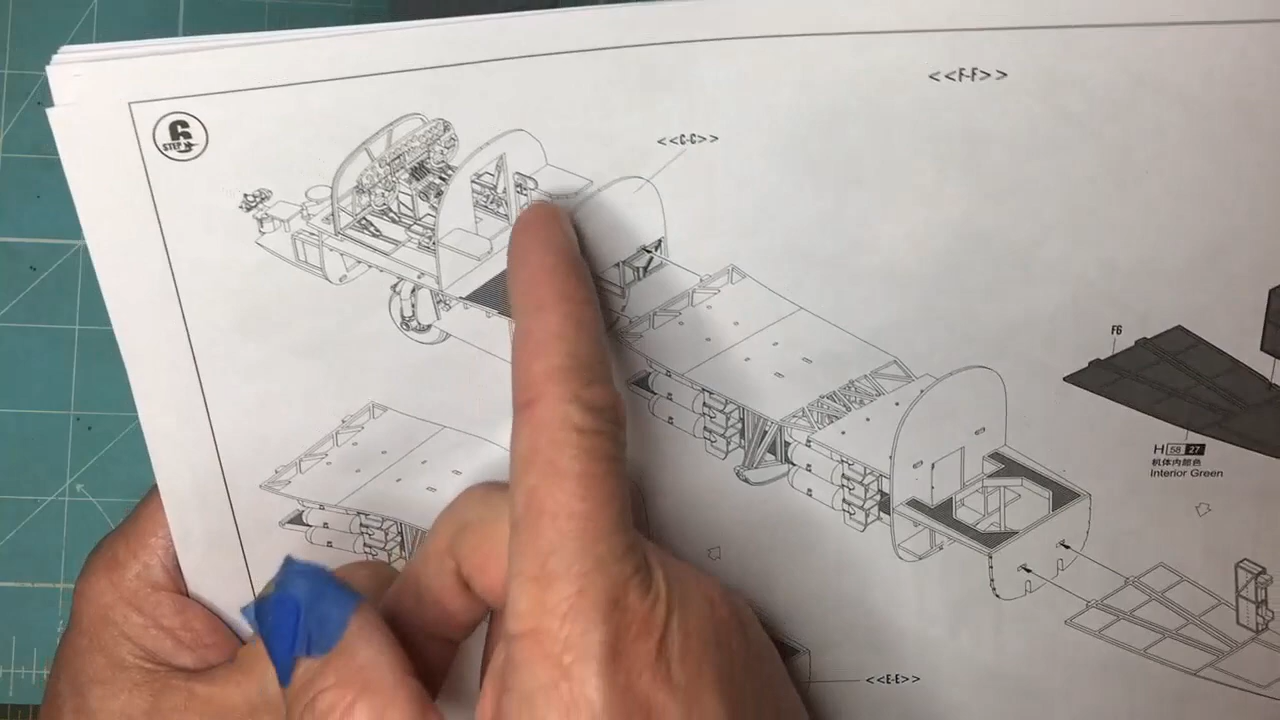 6
STEP
<<F-F>>
<<G-G>>
F6
H 58 27
机体内部色
Interior Green
<<E-E>>